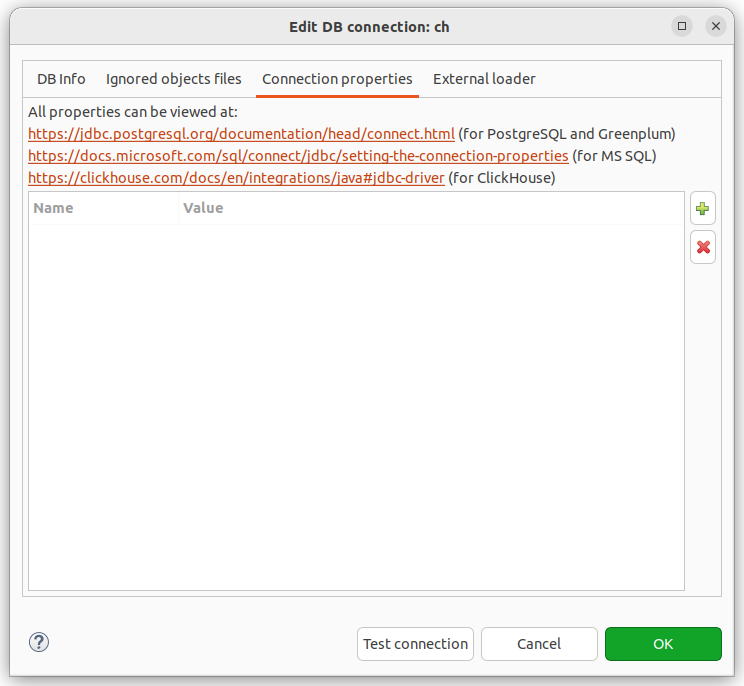 Edit DB connection: ch
DB Info
Ignored objects files
Connection properties
External loader
All properties can be viewed at:
https://jdbc.postgresql.org/documentation/head/connect.html (for PostgreSQL and Greenplum)
https://docs.microsoft.com/sql/connect/jdbc/setting-the-connection-properties (for MS SQL)
https://clickhouse.com/docs/en/integrations/java#jdbc-driver (for ClickHouse)
Name
Value
?
Test connection
Cancel
OK